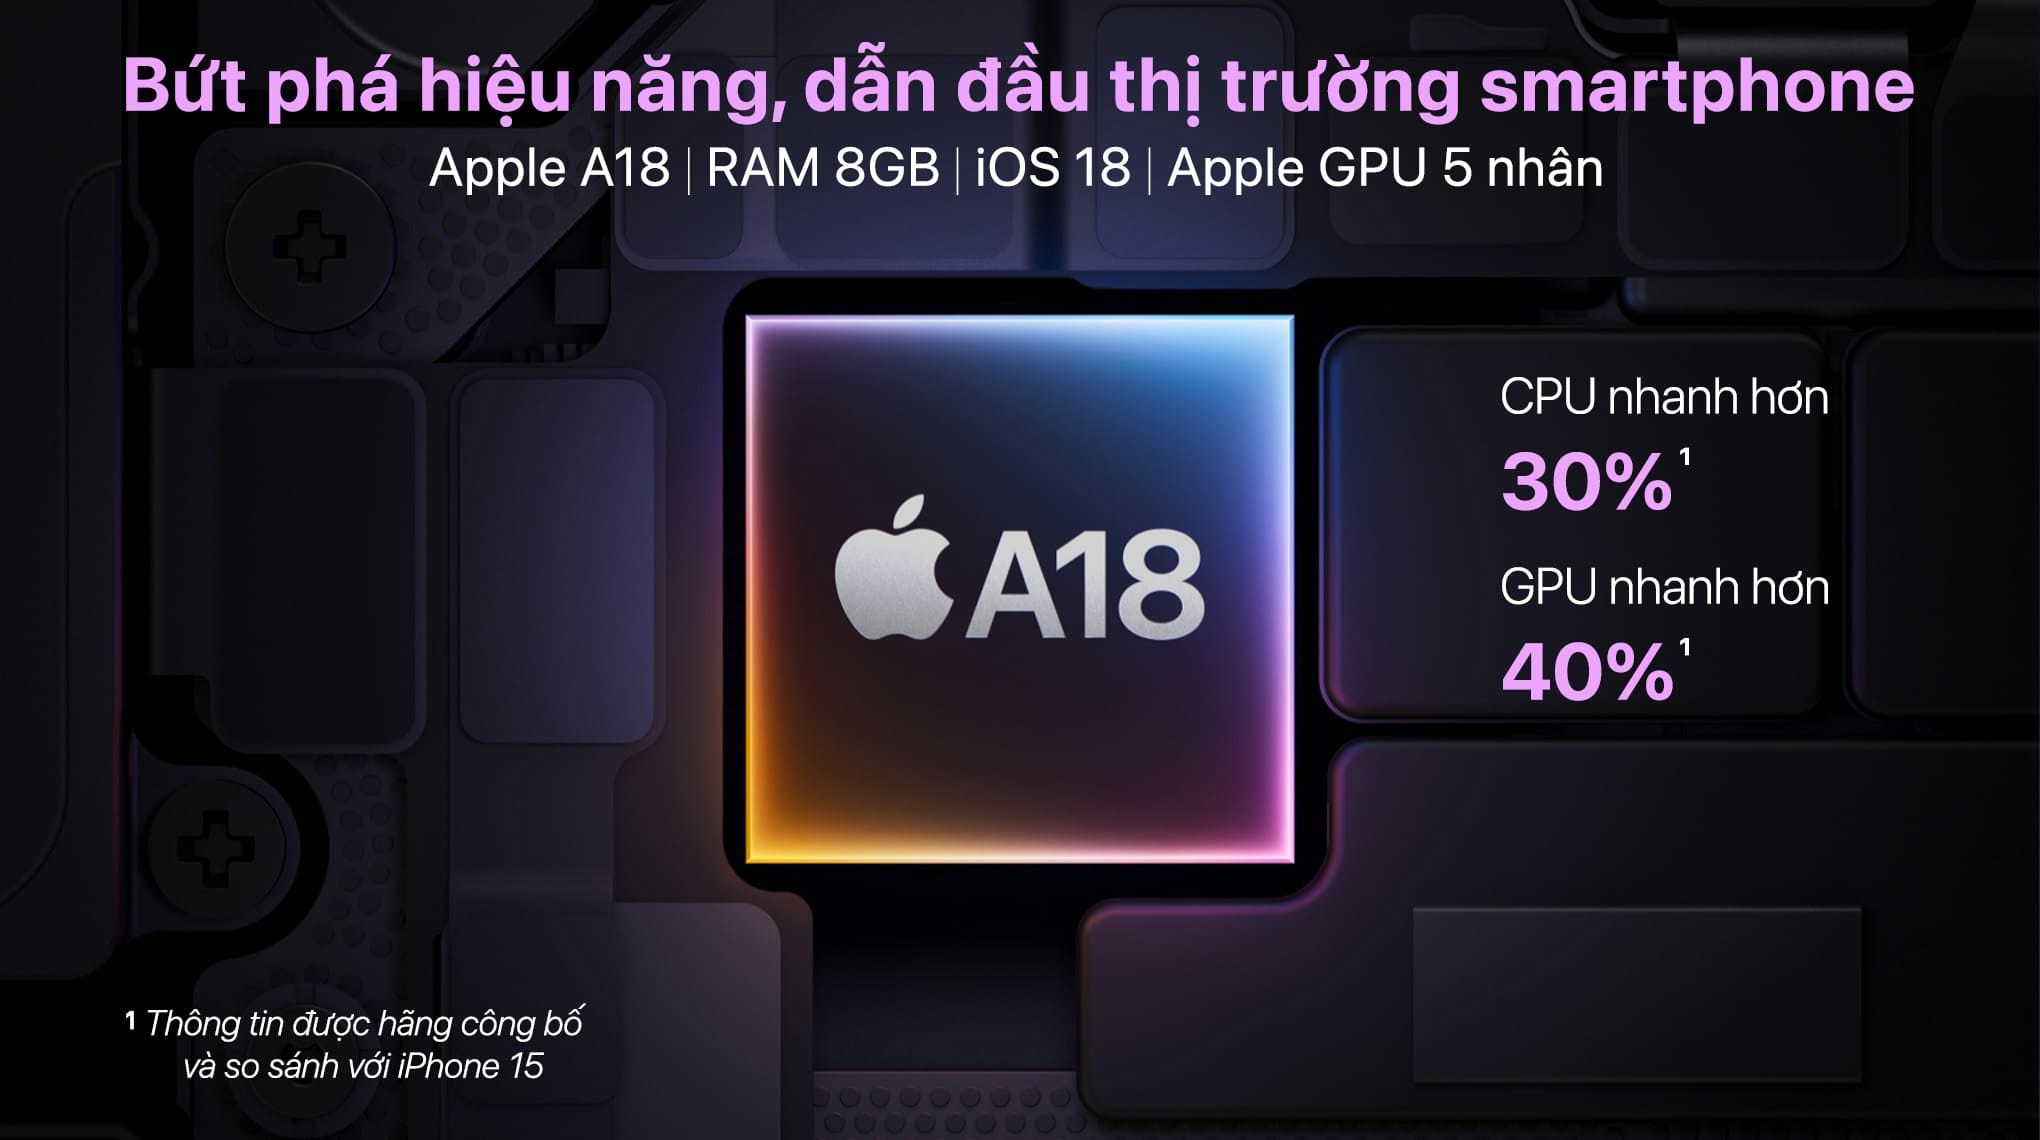 Bứt phá hiệu năng, dẫn đầu thị trường smartphone
Apple A18 | RAM 8GB | iOS 18 | Apple GPU 5 nhân
CPU nhanh hơn
30%¹
GPU nhanh hơn
40%¹
A18
¹ Thông tin được hãng công bố
và so sánh với iPhone 15